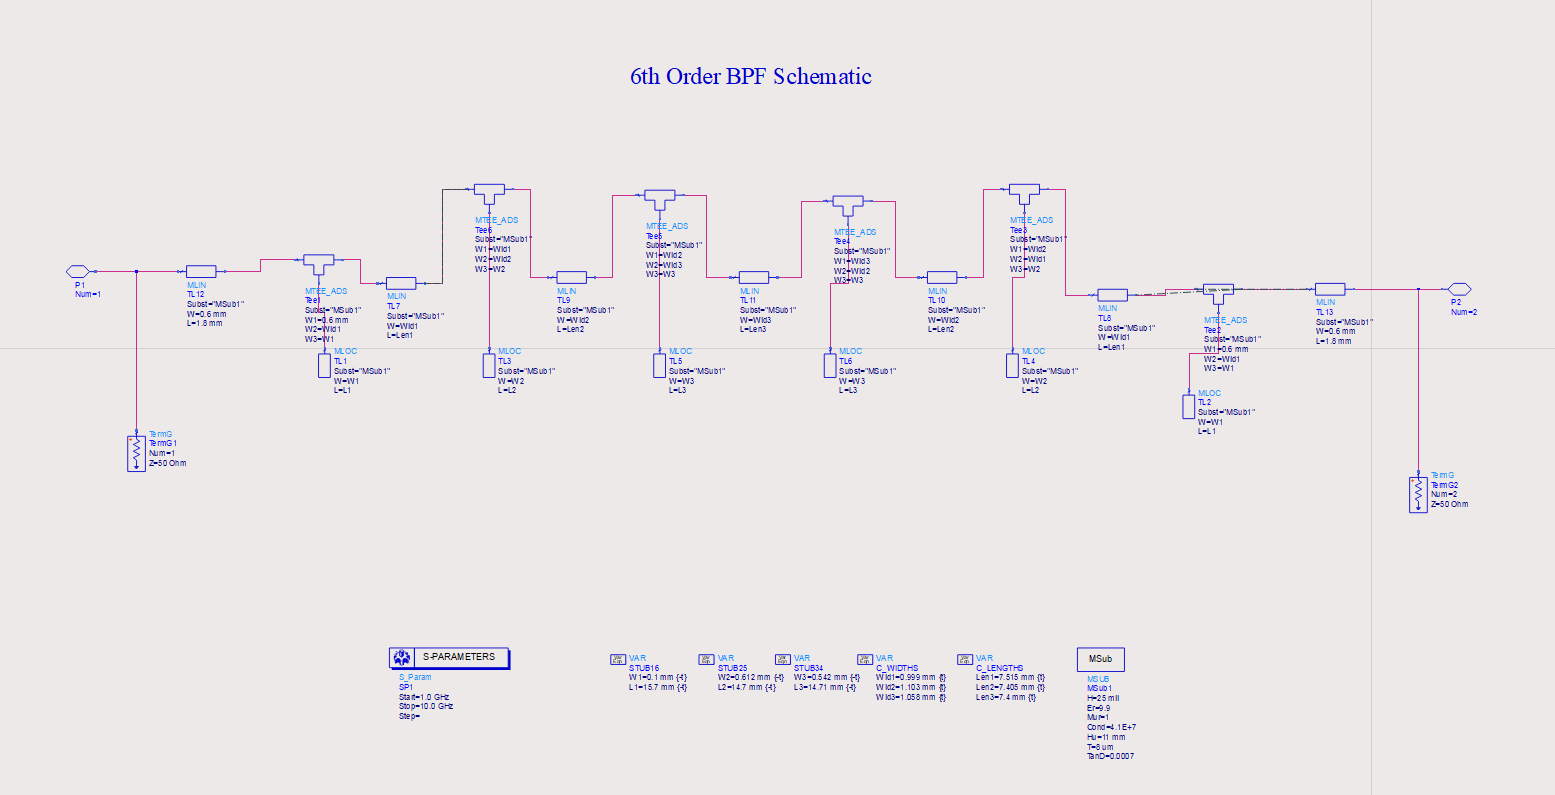 6th Order BPF Schematic
P1
Num=1
MLIN
TL12
Subst="MSub1"
W=0.6 mm
L=1.8 mm
MTEE_ADS
Tee1
Subst="MSub1"
W1=0.6 mm
W2=Wid1
W3=W1
MLIN
TL7
Subst="MSub1"
W=Wid1
L=Len1
MTEE_ADS
Tee6
Subst="MSub1"
W1=Wid1
W2=Wid2
W3=W2
MLIN
TL9
Subst="MSub1"
W=Wid2
L=Len2
MTEE_ADS
Tee5
Subst="MSub1"
W1=Wid2
W2=Wid3
W3=W3
MLIN
TL11
Subst="MSub1"
W=Wid3
L=Len3
MTEE_ADS
Tee4
Subst="MSub1"
W1=Wid3
W2=Wid2
W3=W3
MLIN
TL10
Subst="MSub1"
W=Wid2
L=Len2
MTEE_ADS
Tee3
Subst="MSub1"
W1=Wid2
W2=Wid1
W3=W2
MLIN
TL8
Subst="MSub1"
W=Wid1
L=Len1
MTEE_ADS
Tee2
Subst="MSub1"
W1=0.6 mm
W2=Wid1
W3=W1
MLIN
TL13
Subst="MSub1"
W=0.6 mm
L=1.8 mm
P2
Num=2
MLOC
TL1
Subst="MSub1"
W=W1
L=L1
MLOC
TL3
Subst="MSub1"
W=W2
L=L2
MLOC
TL5
Subst="MSub1"
W=W3
L=L3
MLOC
TL6
Subst="MSub1"
W=W3
L=L3
MLOC
TL4
Subst="MSub1"
W=W2
L=L2
MLOC
TL2
Subst="MSub1"
W=W1
L=L1
TermG
TermG1
Num=1
Z=50 Ohm
TermG
TermG2
Num=2
Z=50 Ohm
S-PARAMETERS
S_Param
SP1
Start=1.0 GHz
Stop=10.0 GHz
Step=
Var
Eqn
VAR
STUB16
W1=0.1 mm {-t}
L1=15.7 mm {-t}
Var
Eqn
VAR
STUB25
W2=0.612 mm {-t}
L2=14.7 mm {-t}
Var
Eqn
VAR
STUB34
W3=0.542 mm {-t}
L3=14.71 mm {-t}
Var
Eqn
VAR
C_WIDTHS
Wid1=0.999 mm {t}
Wid2=1.103 mm {t}
Wid3=1.058 mm {t}
Var
Eqn
VAR
C_LENGTHS
Len1=7.515 mm {t}
Len2=7.405 mm {t}
Len3=7.4 mm {t}
MSub
MSUB
MSub1
H=25 mil
Er=9.9
Mur=1
Cond=4.1E+7
Hu=11 mm
T=8 um
TanD=0.0007